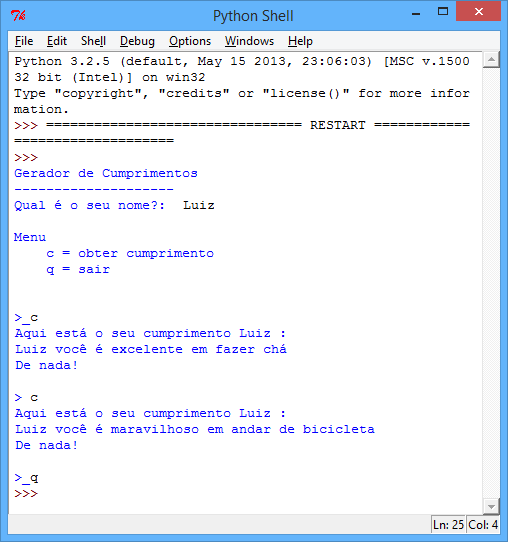 Python Shell
File Edit Shell Debug Options Windows Help
Python 3.2.5 (default, May 15 2013, 23:06:03) [MSC v.1500
32 bit (Intel)] on win32
Type "copyright", "credits" or "license()" for more infor
mation.
>>> ================================ RESTART ============
====================
>>>
Gerador de Cumprimentos
--------------------
Qual é o seu nome?:  Luiz
Menu
    c = obter cumprimento
    q = sair
>_c
Aqui está o seu cumprimento Luiz :
Luiz você é excelente em fazer chá
De nada!
> c
Aqui está o seu cumprimento Luiz :
Luiz você é maravilhoso em andar de bicicleta
De nada!
>_q
>>>
Ln: 25 Col: 4